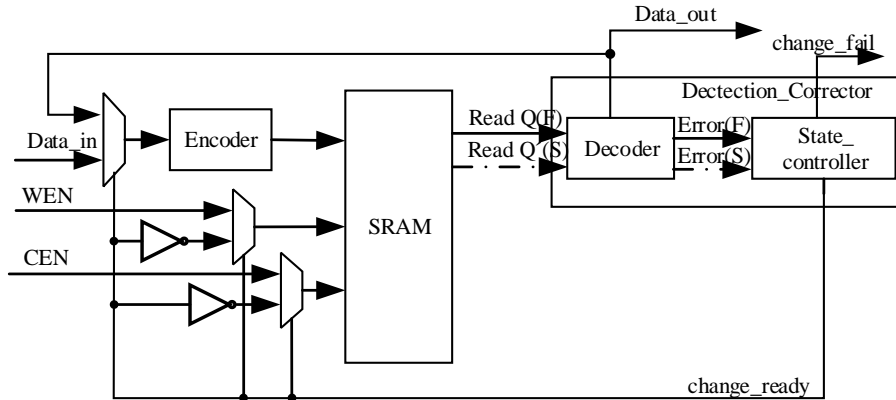 Data_out
change_fail
Dectection_Corrector
Read Q(F)
Error(F)
Data_in
Encoder
Decoder
State_
controller
Read Q (S)
Error(S)
WEN
SRAM
CEN
change_ready